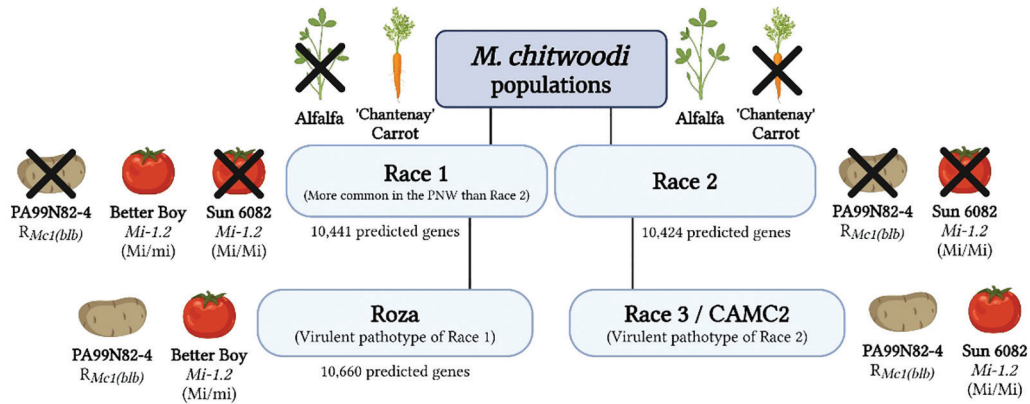 M. chitwoodi
populations
Alfalfa
'Chantenay'
Carrot
Alfalfa
'Chantenay'
Carrot
PA99N82-4
RMc1(blb)
Better Boy
Mi-1.2
(Mi/mi)
Sun 6082
Mi-1.2
(Mi/Mi)
Race 1
(More common in the PNW than Race 2)
10,441 predicted genes
Race 2
10,424 predicted genes
PA99N82-4
RMc1(blb)
Sun 6082
Mi-1.2
(Mi/Mi)
PA99N82-4
RMc1(blb)
Better Boy
Mi-1.2
(Mi/mi)
Roza
(Virulent pathotype of Race 1)
10,660 predicted genes
Race 3 / CAMC2
(Virulent pathotype of Race 2)
PA99N82-4
RMc1(blb)
Sun 6082
Mi-1.2
(Mi/Mi)